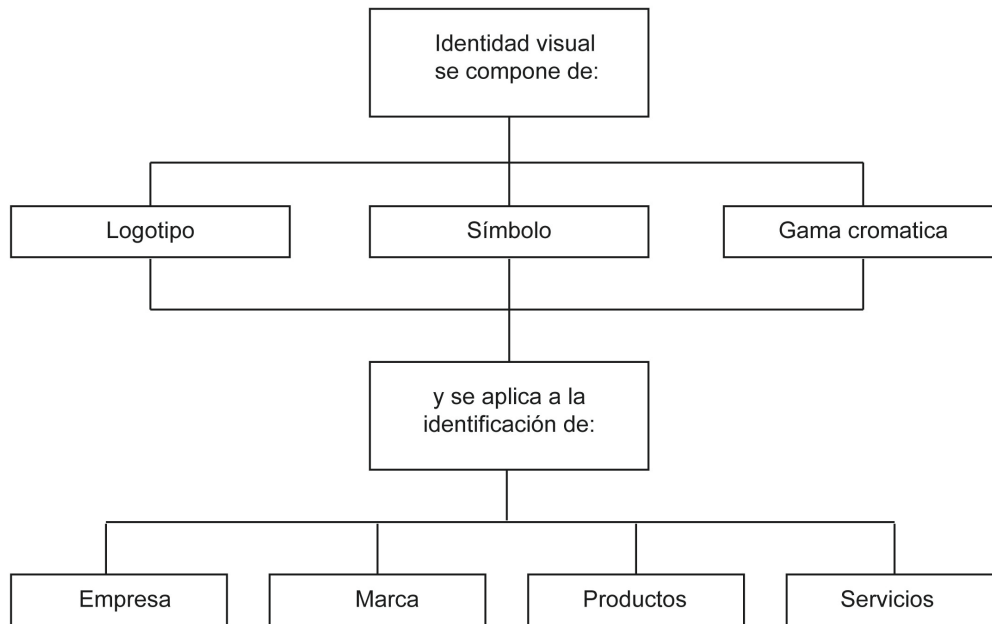 Identidad visual
se compone de:
Logotipo
Símbolo
Gama cromatica
y se aplica a la
identificación de:
Empresa
Marca
Productos
Servicios